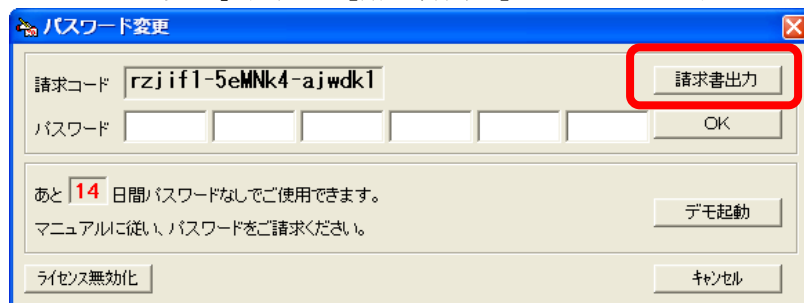 パスワード変更
請求コード rzjif1-5eMNk4-ajwdk1 請求書出力
パスワード OK
あと 14 日間パスワードなしでご使用できます。
マニュアルに従い、パスワードをご請求ください。
デモ起動
ライセンス無効化 キャンセル